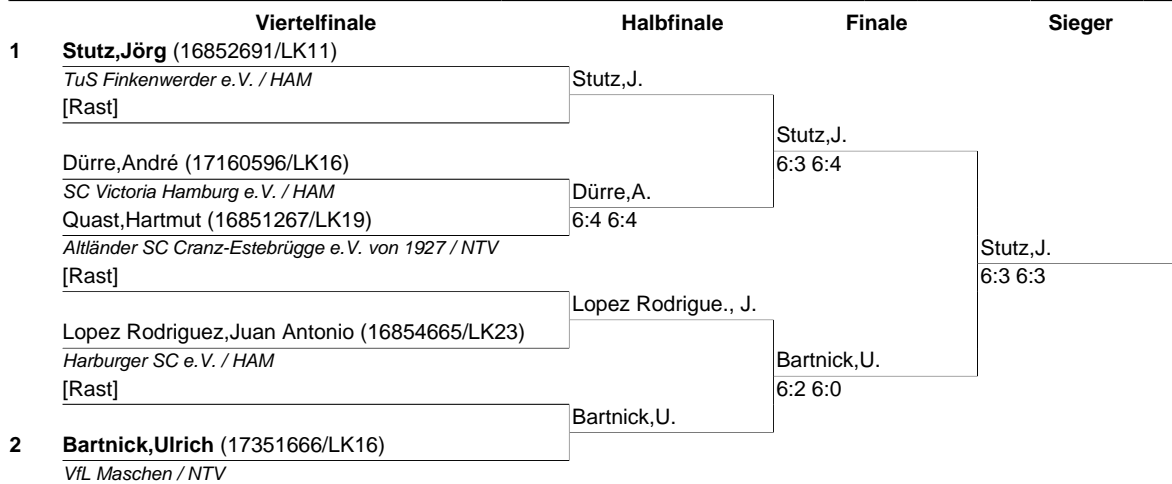 Viertelfinale Halbfinale Finale Sieger
1 Stutz,Jörg (16852691/LK11)
TuS Finkenwerder e.V. / HAM Stutz,J.
[Rast]
Stutz,J.
Dürre,André (17160596/LK16) 6:3 6:4
SC Victoria Hamburg e.V. / HAM Dürre,A.
Quast,Hartmut (16851267/LK19) 6:4 6:4
Altländer SC Cranz-Estebrügge e.V. von 1927 / NTV Stutz,J.
[Rast] 6:3 6:3
Lopez Rodrigue., J.
Lopez Rodriguez,Juan Antonio (16854665/LK23)
Harburger SC e.V. / HAM Bartnick,U.
[Rast] 6:2 6:0
Bartnick,U.
2 Bartnick,Ulrich (17351666/LK16)
VfL Maschen / NTV